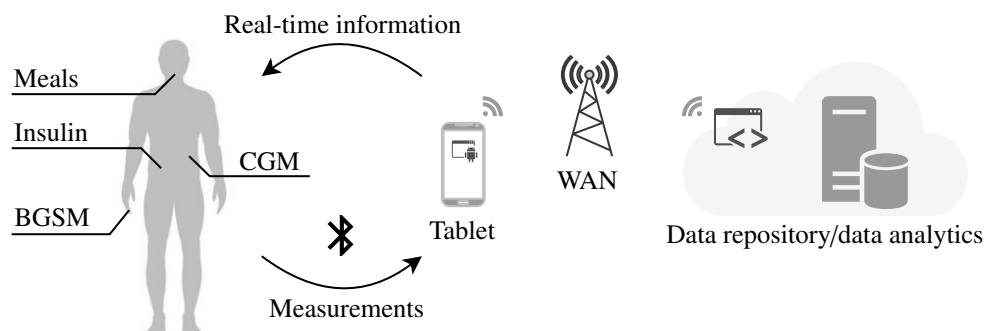 Real-time information
Meals
Insulin
CGM
BGSM
Tablet
WAN
Data repository/data analytics
Measurements
< >